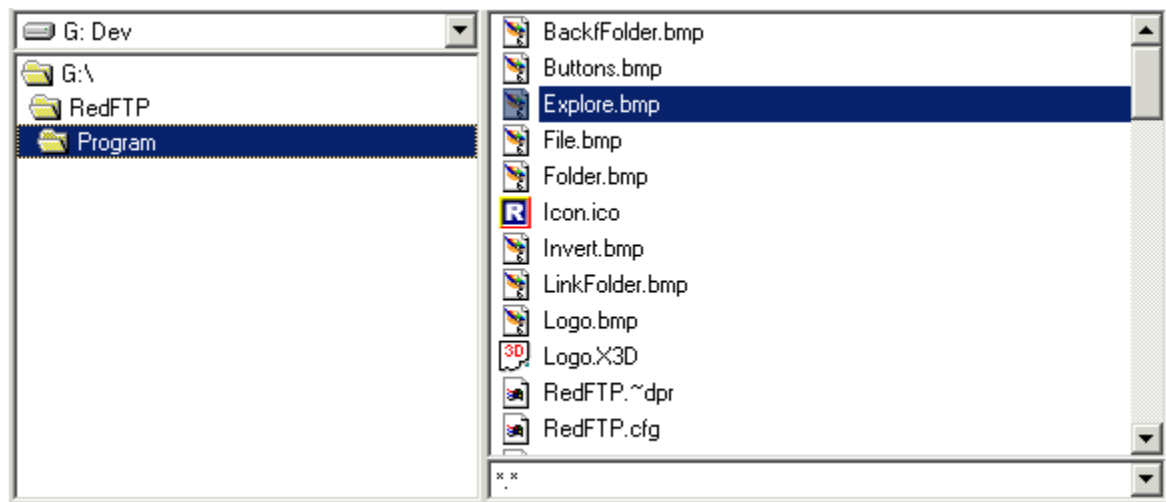 G: Dev
G:\
RedFTP
Program
BackfFolder.bmp
Buttons.bmp
Explore.bmp
File.bmp
Folder.bmp
R Icon.ico
Invert.bmp
LinkFolder.bmp
Logo.bmp
3D Logo.X3D
RedFTP.~dpr
RedFTP.cfg
*.*